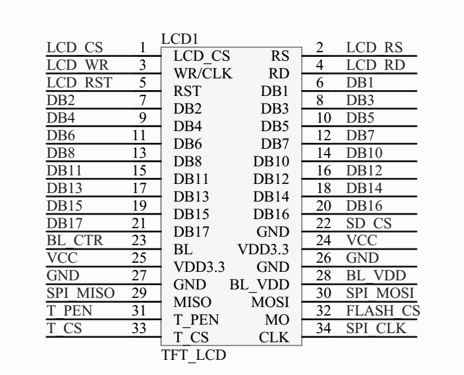 LCD1
LCD_CS 1 LCD_CS RS 2 LCD_RS
LCD_WR 3 WR/CLK RD 4 LCD_RD
LCD_RST 5 RST DB1 6 DB1
DB2 7 DB2 DB3 8 DB3
DB4 9 DB4 DB5 10 DB5
DB6 11 DB6 DB7 12 DB7
DB8 13 DB8 DB10 14 DB10
DB11 15 DB11 DB12 16 DB12
DB13 17 DB13 DB14 18 DB14
DB15 19 DB15 DB16 20 DB16
DB17 21 DB17 GND 22 SD_CS
BL_CTR 23 BL VDD3.3 24 VCC
VCC 25 VDD3.3 GND 26 GND
GND 27 GND BL_VDD 28 BL_VDD
SPI_MISO 29 MISO MOSI 30 SPI_MOSI
T_PEN 31 T_PEN MO 32 FLASH_CS
T_CS 33 T_CS CLK 34 SPI_CLK
TFT_LCD